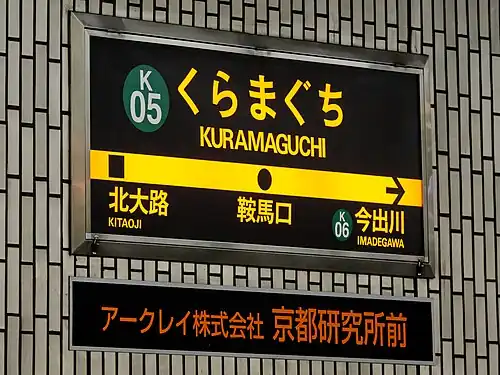 K
05
くらまぐち
KURAMAGUCHI
北大路
KITAOJI
鞍馬口
K
06
今出川
IMADEGAWA
アークレイ株式会社 京都研究所前